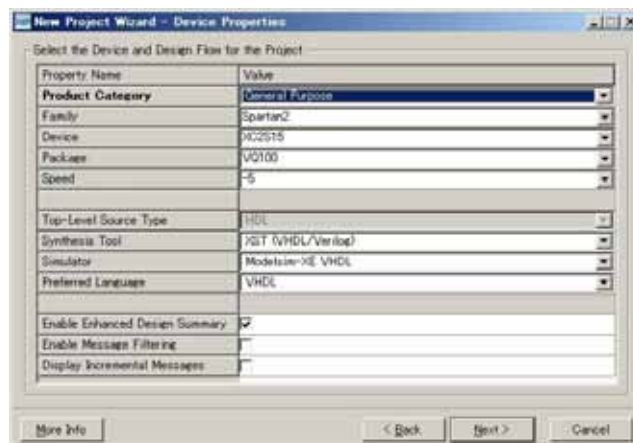 New Project Wizard - Device Properties
Select the Device and Design Flow for the Project
Property Name Value
Product Category General Purpose
Family Spartan2
Device XC2S15
Package VQ100
Speed -5
Top-Level Source Type HDL
Synthesis Tool XST (VHDL/Verilog)
Simulator Modelsim-XE VHDL
Preferred Language VHDL
Enable Enhanced Design Summary
Enable Message Filtering
Display Incremental Messages
More Info < Back Next > Cancel